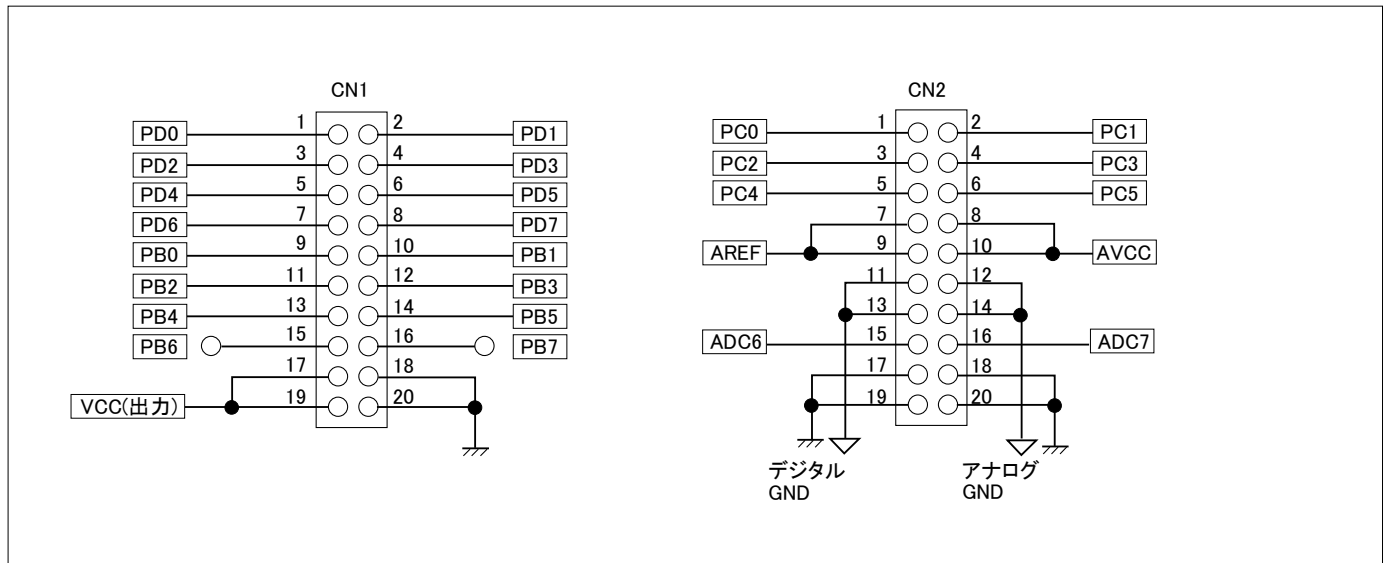 CN1
1 2
PD0 PD1
3 4
PD2 PD3
5 6
PD4 PD5
7 8
PD6 PD7
9 10
PB0 PB1
11 12
PB2 PB3
13 14
PB4 PB5
15 16
PB6 PB7
17 18
VCC(出力) 19 20
CN2
1 2
PC0 PC1
3 4
PC2 PC3
5 6
PC4 PC5
7 8
AREF 9 10 AVCC
11 12
13 14
ADC6 15 16 ADC7
17 18
19 20
デジタル
GND
アナログ
GND